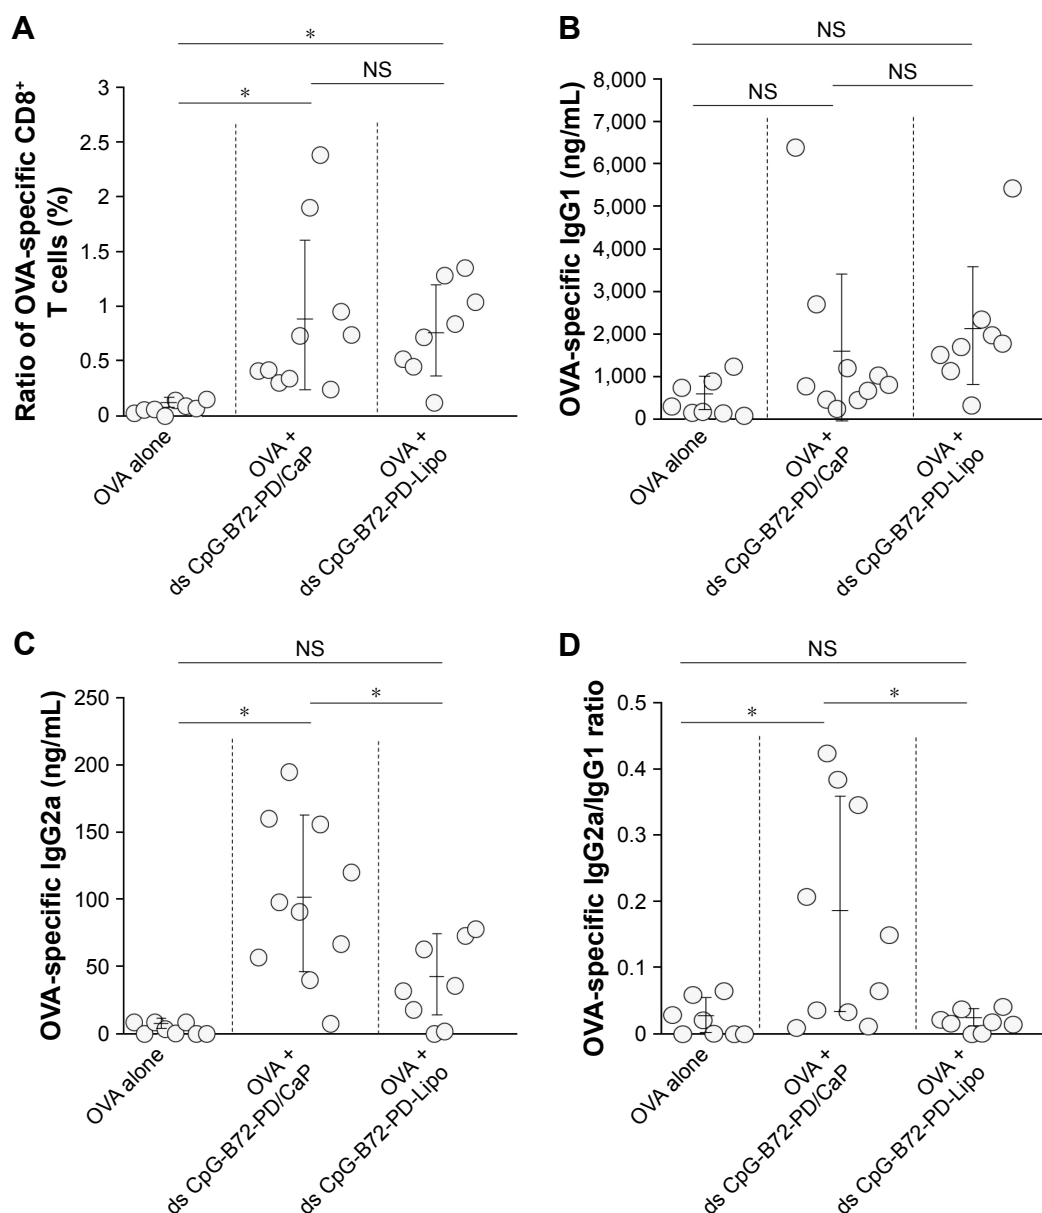 A
*
NS
*
Ratio of OVA-specific CD8⁺
T cells (%)
3
2.5
2
1.5
1
0.5
0
OVA alone
OVA +
ds CpG-B72-PD/CaP
OVA +
ds CpG-B72-PD-Lipo
B
NS
NS
NS
OVA-specific IgG1 (ng/mL)
8,000
7,000
6,000
5,000
4,000
3,000
2,000
1,000
0
OVA alone
OVA +
ds CpG-B72-PD/CaP
OVA +
ds CpG-B72-PD-Lipo
C
NS
*
*
OVA-specific IgG2a (ng/mL)
250
200
150
100
50
0
OVA alone
OVA +
ds CpG-B72-PD/CaP
OVA +
ds CpG-B72-PD-Lipo
D
NS
*
*
OVA-specific IgG2a/IgG1 ratio
0.5
0.4
0.3
0.2
0.1
0
OVA alone
OVA +
ds CpG-B72-PD/CaP
OVA +
ds CpG-B72-PD-Lipo